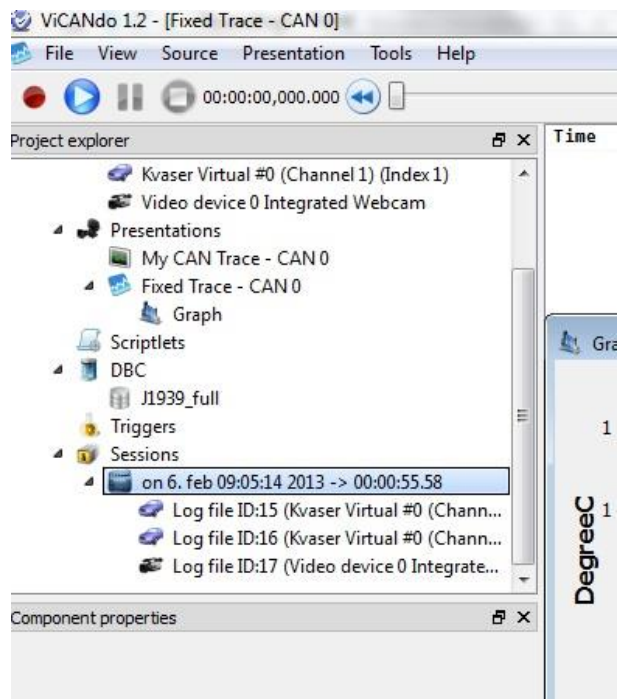 ViCANdo 1.2 - [Fixed Trace - CAN 0]
File View Source Presentation Tools Help
00:00:00,000.000
Project explorer
Time
Kvaser Virtual #0 (Channel 1) (Index 1)
Video device 0 Integrated Webcam
Presentations
My CAN Trace - CAN 0
Fixed Trace - CAN 0
Graph
Scriptlets
DBC
J1939_full
Triggers
Sessions
on 6. feb 09:05:14 2013 -> 00:00:55.58
Log file ID:15 (Kvaser Virtual #0 (Chann...
Log file ID:16 (Kvaser Virtual #0 (Chann...
Log file ID:17 (Video device 0 Integrate...
Component properties
Gra
1
1
DegreeC